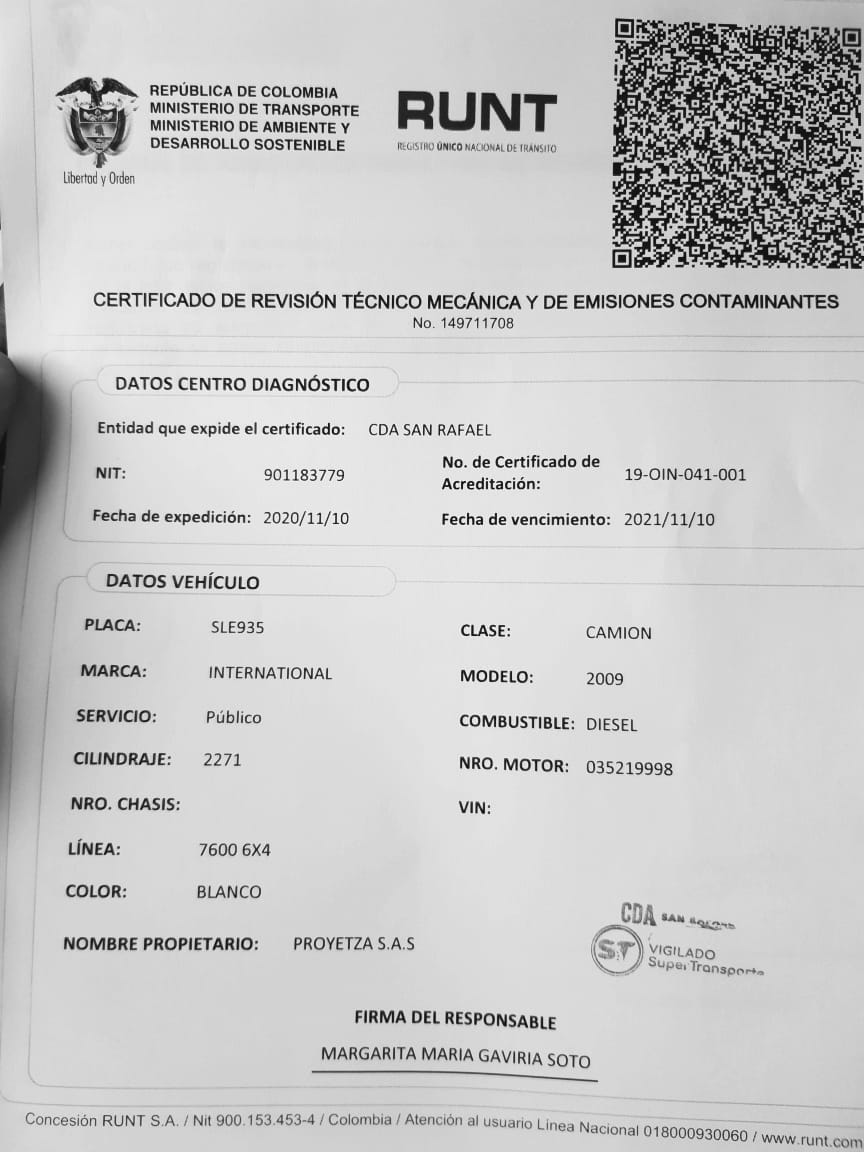 REPÚBLICA DE COLOMBIA
MINISTERIO DE TRANSPORTE
MINISTERIO DE AMBIENTE Y
DESARROLLO SOSTENIBLE
Libertad y Orden
RUNT
REGISTRO ÚNICO NACIONAL DE TRÁNSITO
CERTIFICADO DE REVISIÓN TÉCNICO MECÁNICA Y DE EMISIONES CONTAMINANTES
No. 149711708
DATOS CENTRO DIAGNÓSTICO
Entidad que expide el certificado: CDA SAN RAFAEL
NIT: 901183779 No. de Certificado de
Acreditación: 19-OIN-041-001
Fecha de expedición: 2020/11/10 Fecha de vencimiento: 2021/11/10
DATOS VEHÍCULO
PLACA: SLE935 CLASE: CAMION
MARCA: INTERNATIONAL MODELO: 2009
SERVICIO: Público COMBUSTIBLE: DIESEL
CILINDRAJE: 2271 NRO. MOTOR: 035219998
NRO. CHASIS: VIN:
LÍNEA: 7600 6X4
COLOR: BLANCO
NOMBRE PROPIETARIO: PROYETZA S.A.S
CDA SAN
ST VIGILADO
SuperTransporte
FIRMA DEL RESPONSABLE
MARGARITA MARIA GAVIRIA SOTO
Concesión RUNT S.A. / Nit 900.153.453-4 / Colombia / Atención al usuario Línea Nacional 018000930060 / www.runt.com